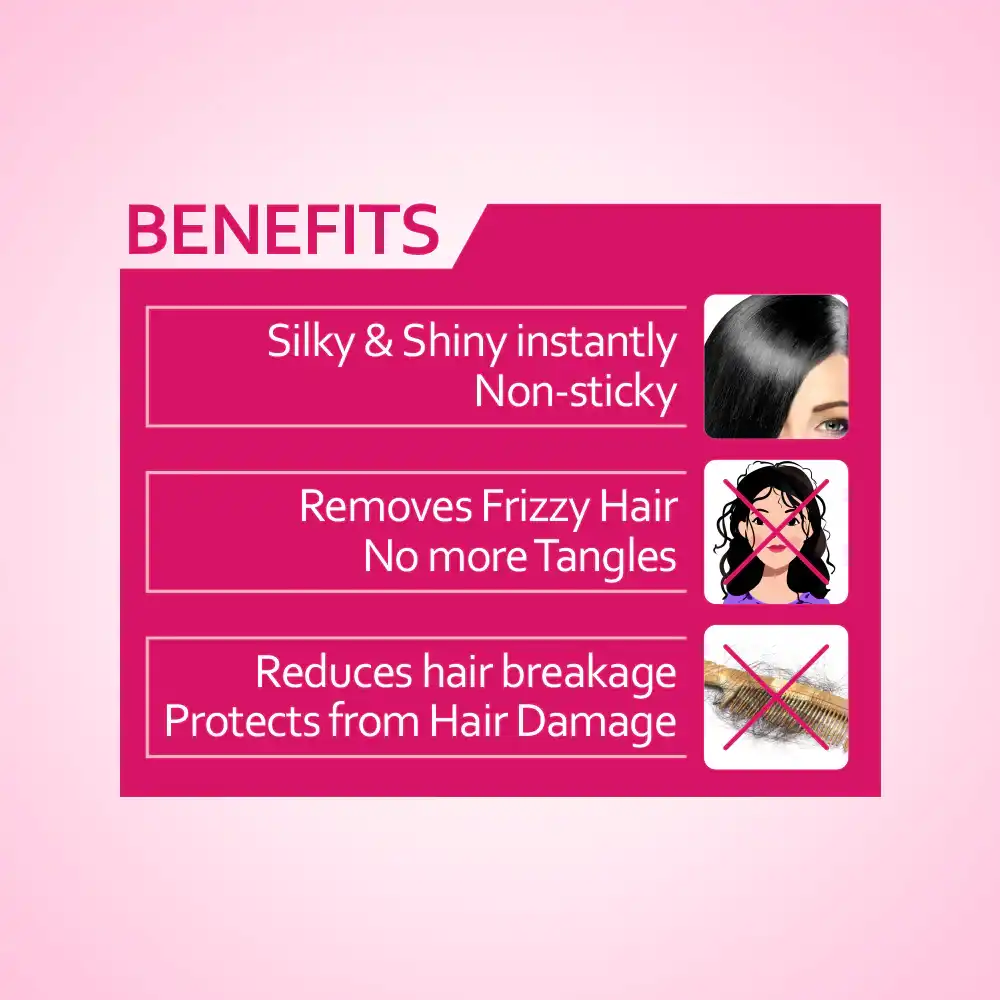 BENEFITS
Silky & Shiny instantly
Non-sticky
Removes Frizzy Hair
No more Tangles
Reduces hair breakage
Protects from Hair Damage